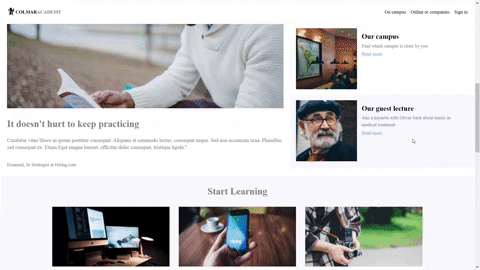 COLMARACADEMY
On campus Online or companies Sign in
Our campus
Find which campus is close by you
Read more
Our guest lecture
Join a keynote with Oliver Sack about music in
medical treatment
Read more
It doesn't hurt to keep practicing
Curabitur vitae libero in ipsum porttitor consequat. Aliquam et commodo lectus, consequat neque. Sed non accumsan urna. Phasellus
sed consequat ex. Etiam Eget magna laoreet, efficitur dolor consequat, tristique ligula."
Emanuel, Sr Strategist at Hiring.com
Start Learning